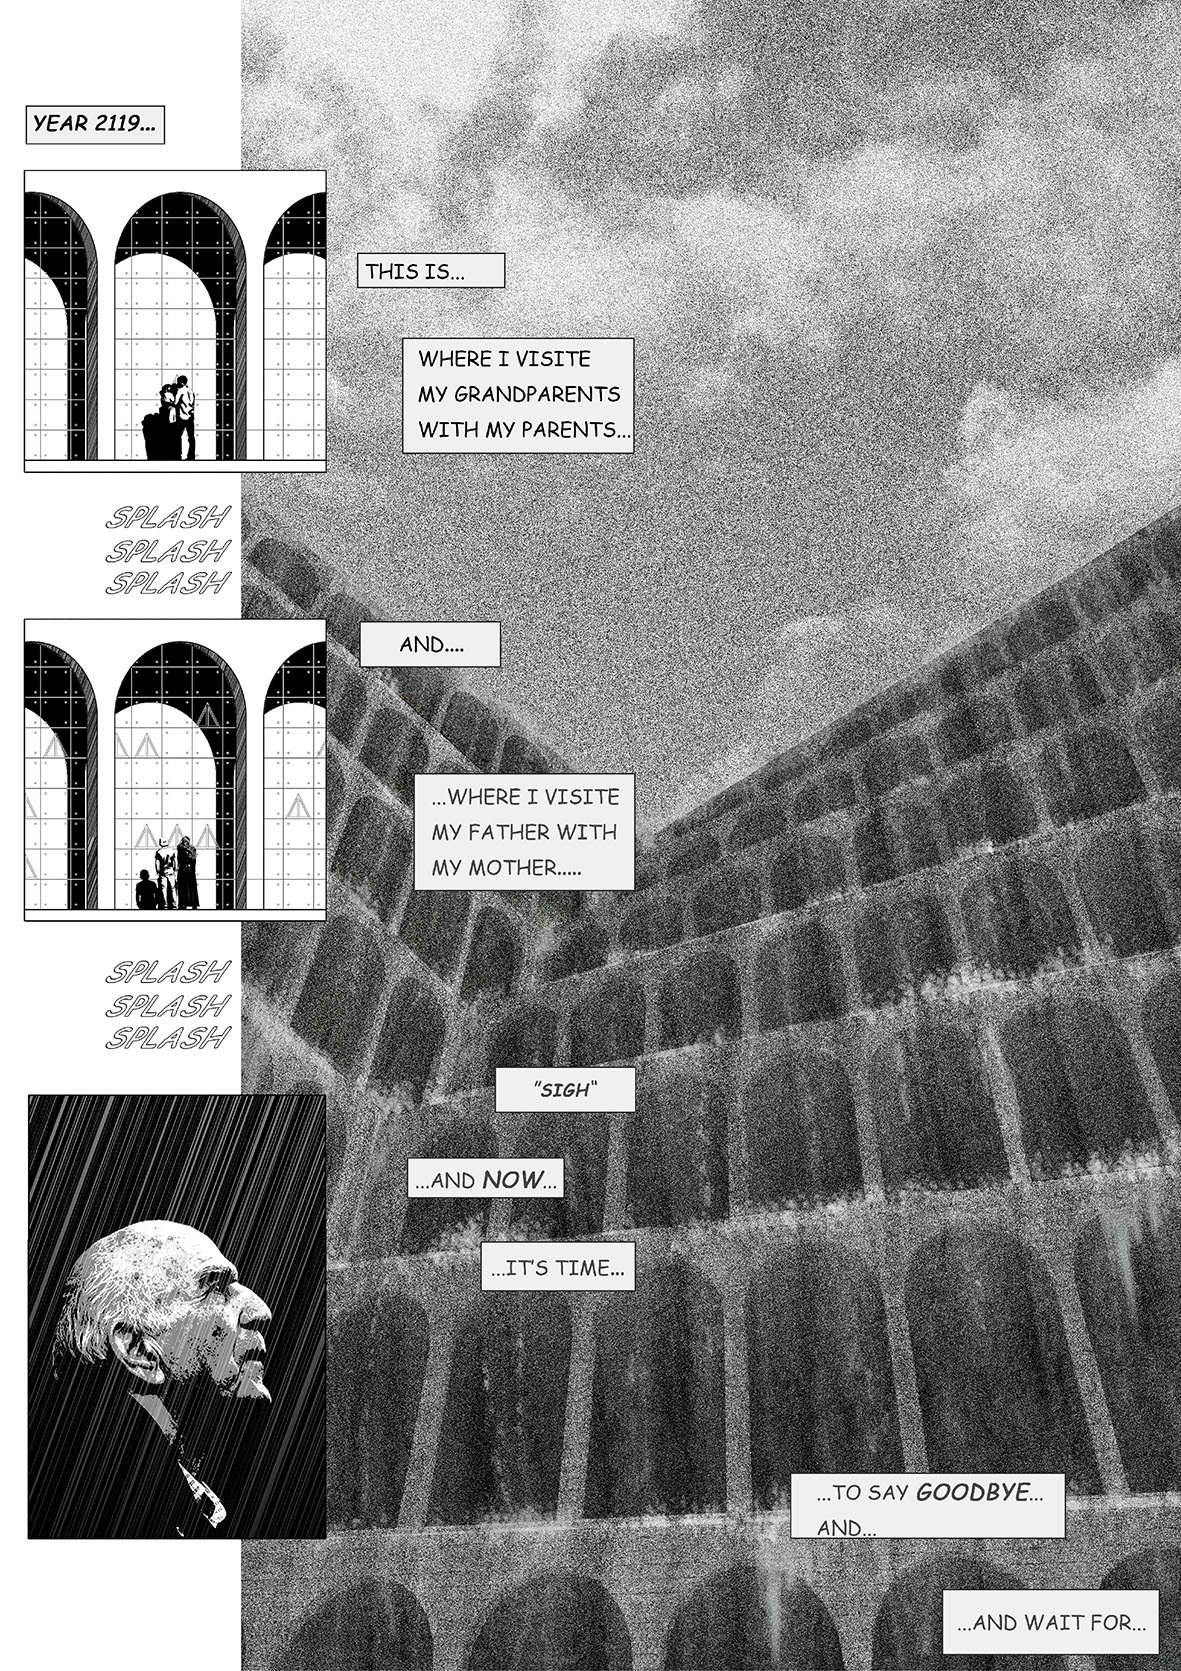 YEAR 2119...
THIS IS...
WHERE I VISITE
MY GRANDPARENTS
WITH MY PARENTS...
SPLASH
SPLASH
SPLASH
AND....
...WHERE I VISITE
MY FATHER WITH
MY MOTHER.....
SPLASH
SPLASH
SPLASH
"SIGH"
...AND NOW...
...IT'S TIME...
...TO SAY GOODBYE...
AND...
...AND WAIT FOR...